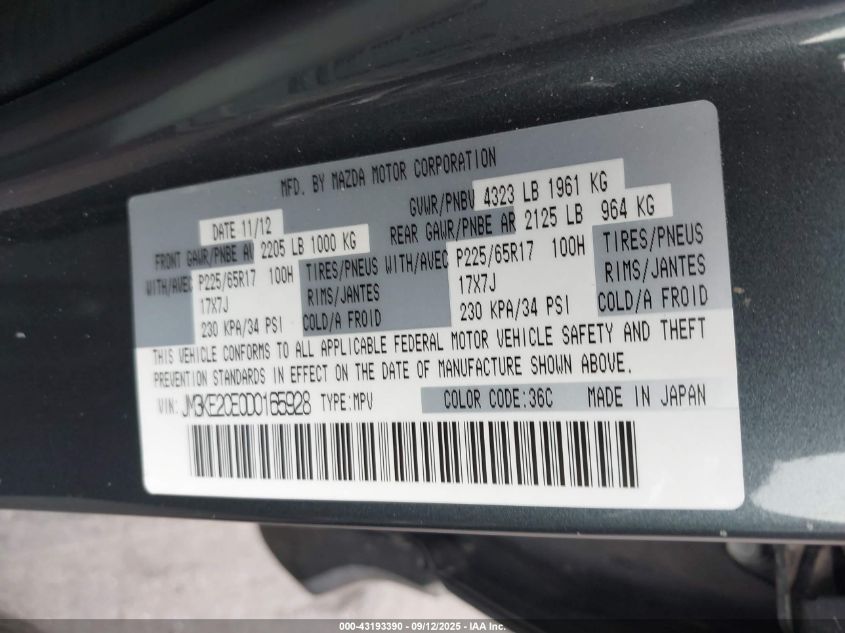 MFD. BY MAZDA MOTOR CORPORATION
DATE 11/12 GVWR/PNBV 4323 LB 1961 KG
FRONT GAWR/PNBE AV 2205 LB 1000 KG REAR GAWR/PNBE AR 2125 LB 964 KG
WITH/AVEC P225/65R17 100H TIRES/PNEUS WITH/AVEC P225/65R17 100H TIRES/PNEUS
17X7J RIMS/JANTES 17X7J RIMS/JANTES
230 KPA/34 PSI COLD/A FROID 230 KPA/34 PSI COLD/A FROID
THIS VEHICLE CONFORMS TO ALL APPLICABLE FEDERAL MOTOR VEHICLE SAFETY AND THEFT
PREVENTION STANDARDS IN EFFECT ON THE DATE OF MANUFACTURE SHOWN ABOVE.
VIN: JM3KE2CE0D0165928 TYPE:MPV COLOR CODE:36C MADE IN JAPAN
000-43193390 - 09/12/2025 - IAA Inc.